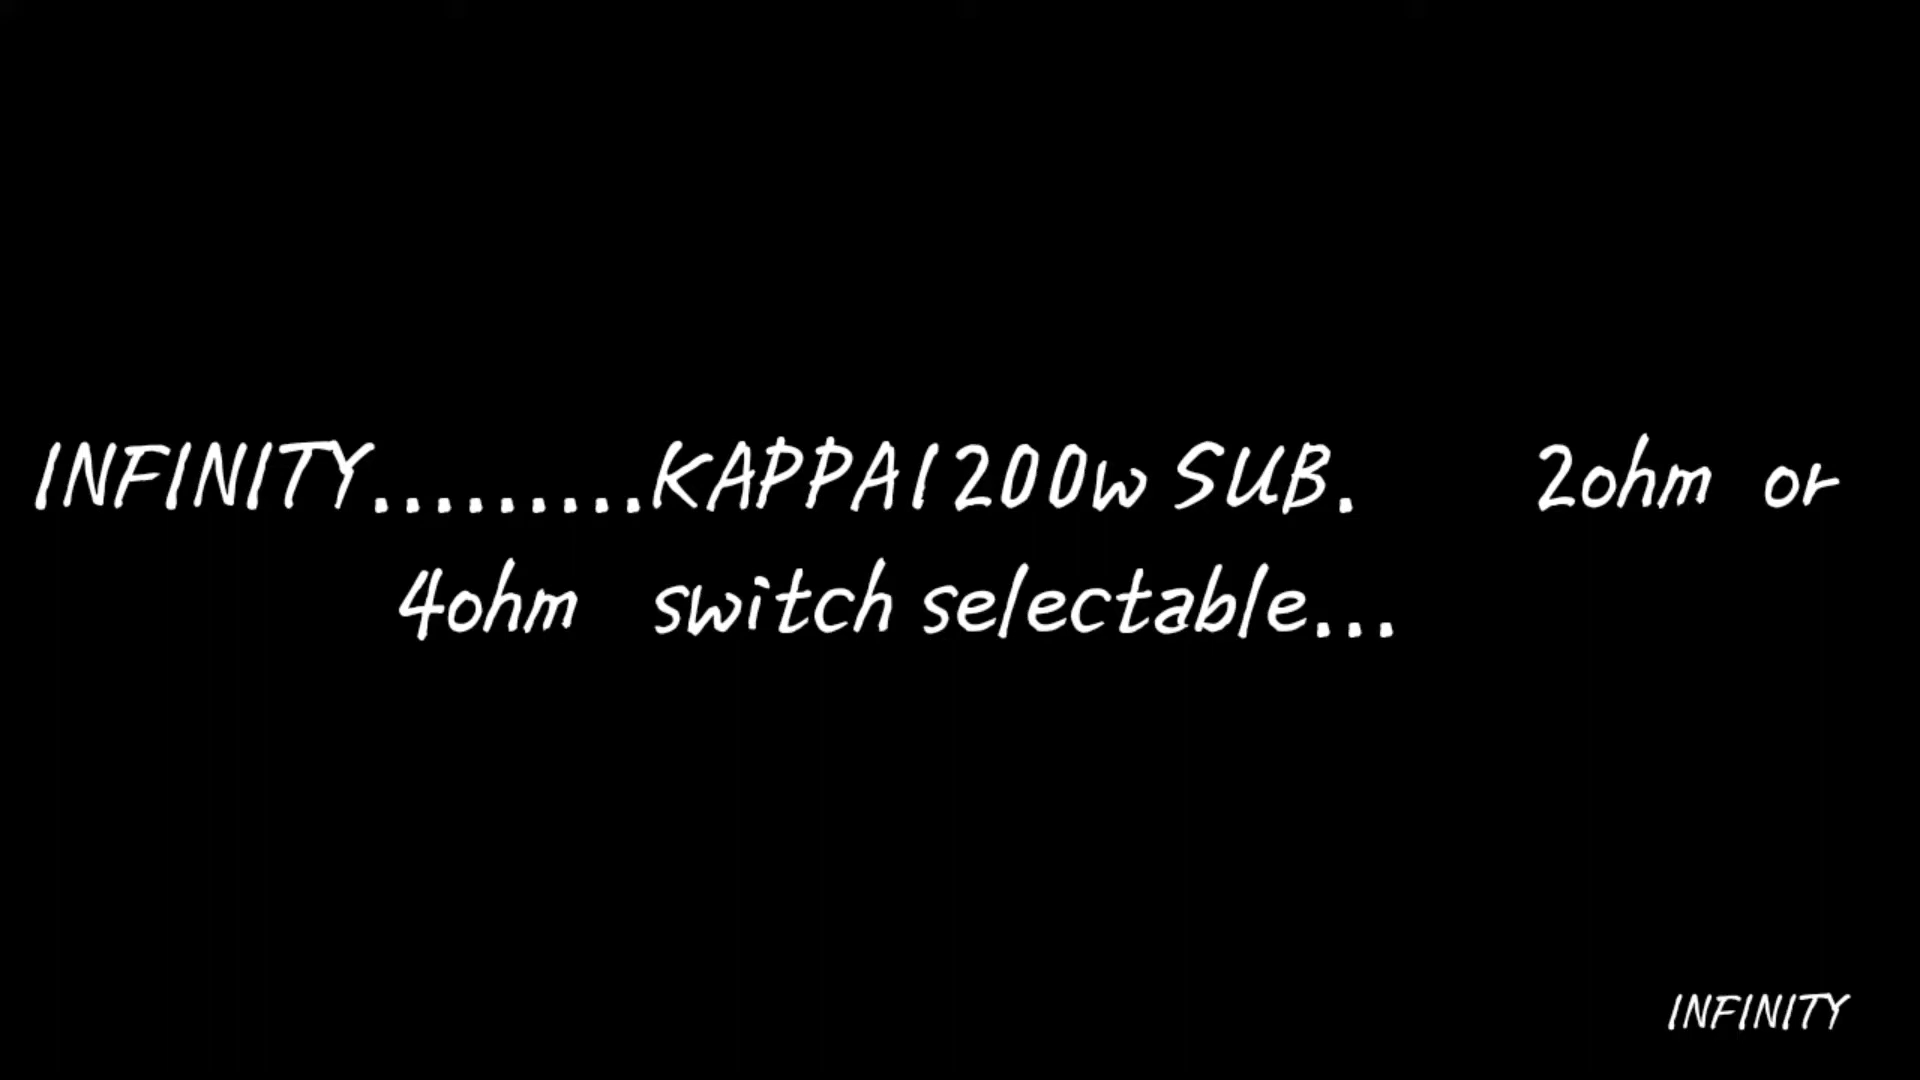 INFINITY.........KAPPA1200w SUB. 2ohm or
4ohm switch selectable...
INFINITY